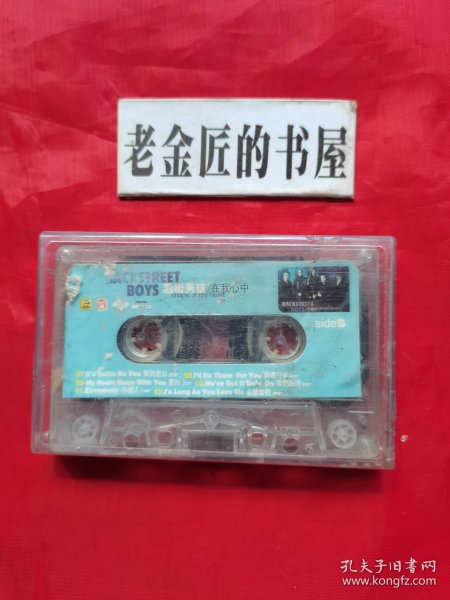 老金匠的书屋
BACKSTREET
BOYS
后街男孩 在我心中
shape of my heart
BACKSTREET
side B
07.It's Gotta Be You
08.I'll Be There For You
09.My Heart Stays With You
10.We've Got It Goin' On
11.Everybody
12.As Long As You Love Me
孔夫子旧书网
www.kongfz.com